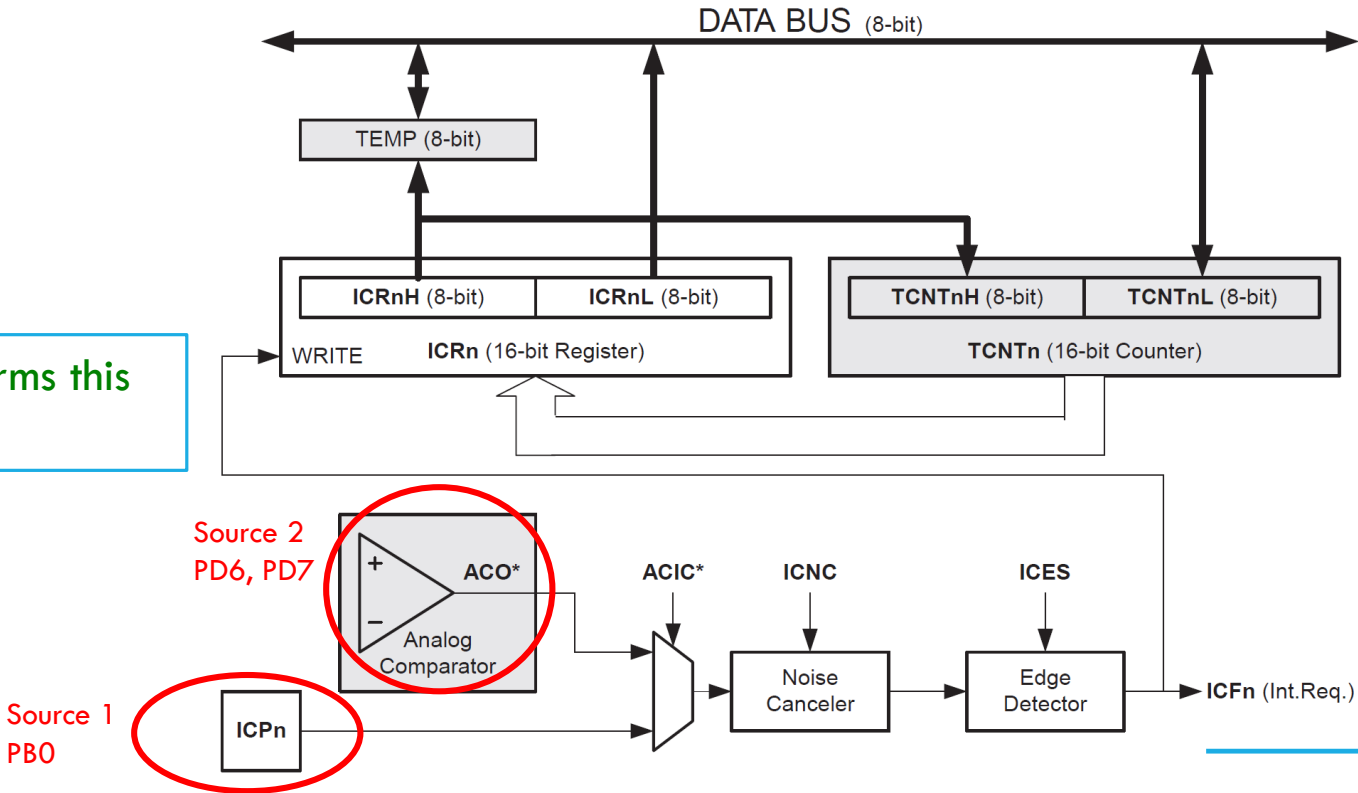 DATA BUS (8-bit)
TEMP (8-bit)
ICRnH (8-bit)
ICRnL (8-bit)
TCNTnH (8-bit)
TCNTnL (8-bit)
WRITE
ICRn (16-bit Register)
TCNTn (16-bit Counter)
rms this
Source 2
PD6, PD7
+
−
ACO*
Analog
Comparator
ACIC*
ICNC
ICES
Noise
Canceler
Edge
Detector
ICFn (Int.Req.)
Source 1
PB0
ICPn